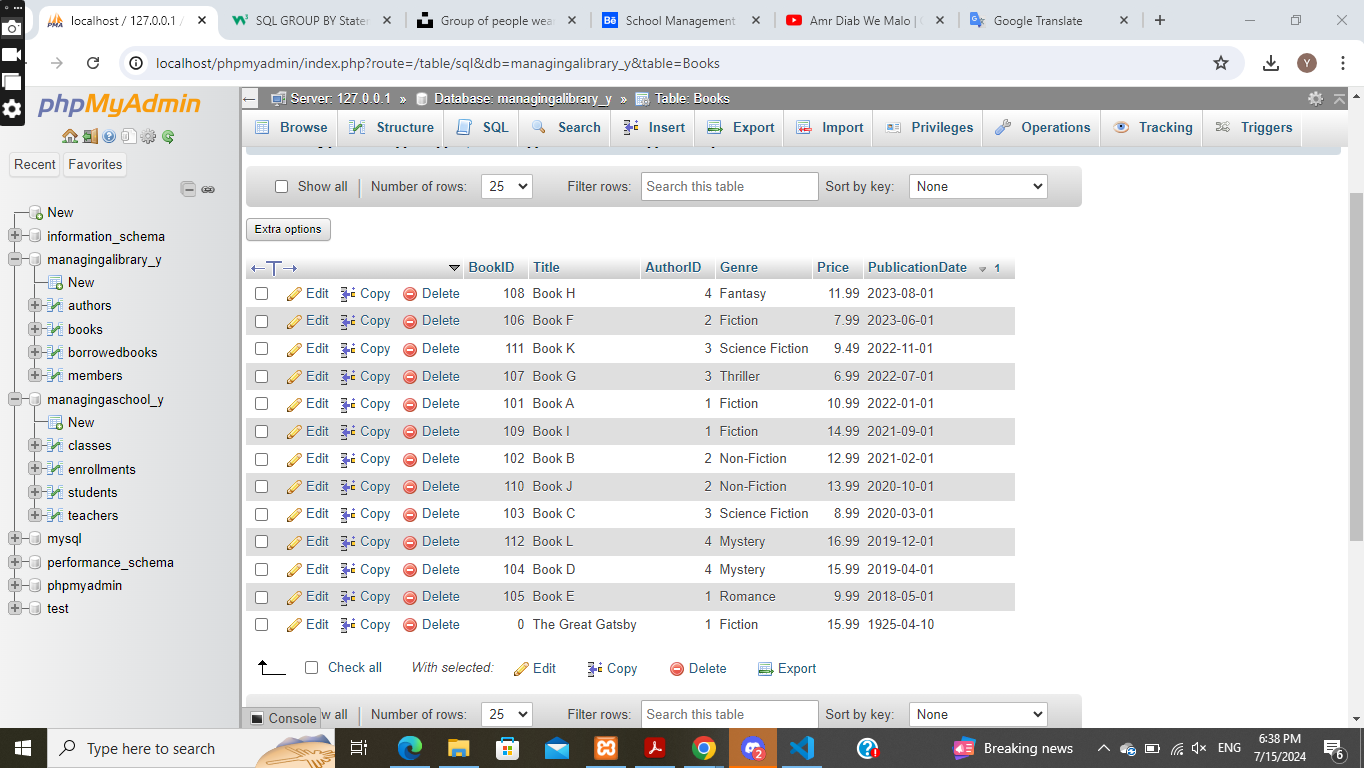 localhost / 127.0.0.1 /
SQL GROUP BY Stater
Group of people wea
School Management
Amr Diab We Malo |
Google Translate
localhost/phpmyadmin/index.php?route=/table/sql&db=managingalibrary_y&table=Books
Y
phpMyAdmin
Recent Favorites
New
information_schema
managingalibrary_y
New
authors
books
borrowedbooks
members
managingaschool_y
New
classes
enrollments
students
teachers
mysql
performance_schema
phpmyadmin
test
Server: 127.0.0.1 » Database: managingalibrary_y » Table: Books
Browse Structure SQL Search Insert Export Import Privileges Operations Tracking Triggers
Show all Number of rows: 25 Filter rows: Search this table Sort by key: None
Extra options
BookID Title AuthorID Genre Price PublicationDate 1
Edit Copy Delete 108 Book H 4 Fantasy 11.99 2023-08-01
Edit Copy Delete 106 Book F 2 Fiction 7.99 2023-06-01
Edit Copy Delete 111 Book K 3 Science Fiction 9.49 2022-11-01
Edit Copy Delete 107 Book G 3 Thriller 6.99 2022-07-01
Edit Copy Delete 101 Book A 1 Fiction 10.99 2022-01-01
Edit Copy Delete 109 Book I 1 Fiction 14.99 2021-09-01
Edit Copy Delete 102 Book B 2 Non-Fiction 12.99 2021-02-01
Edit Copy Delete 110 Book J 2 Non-Fiction 13.99 2020-10-01
Edit Copy Delete 103 Book C 3 Science Fiction 8.99 2020-03-01
Edit Copy Delete 112 Book L 4 Mystery 16.99 2019-12-01
Edit Copy Delete 104 Book D 4 Mystery 15.99 2019-04-01
Edit Copy Delete 105 Book E 1 Romance 9.99 2018-05-01
Edit Copy Delete 0 The Great Gatsby 1 Fiction 15.99 1925-04-10
Check all With selected: Edit Copy Delete Export
Console
w all Number of rows: 25 Filter rows: Search this table Sort by key: None
Type here to search
2
Breaking news
ENG
6:38 PM
7/15/2024
6